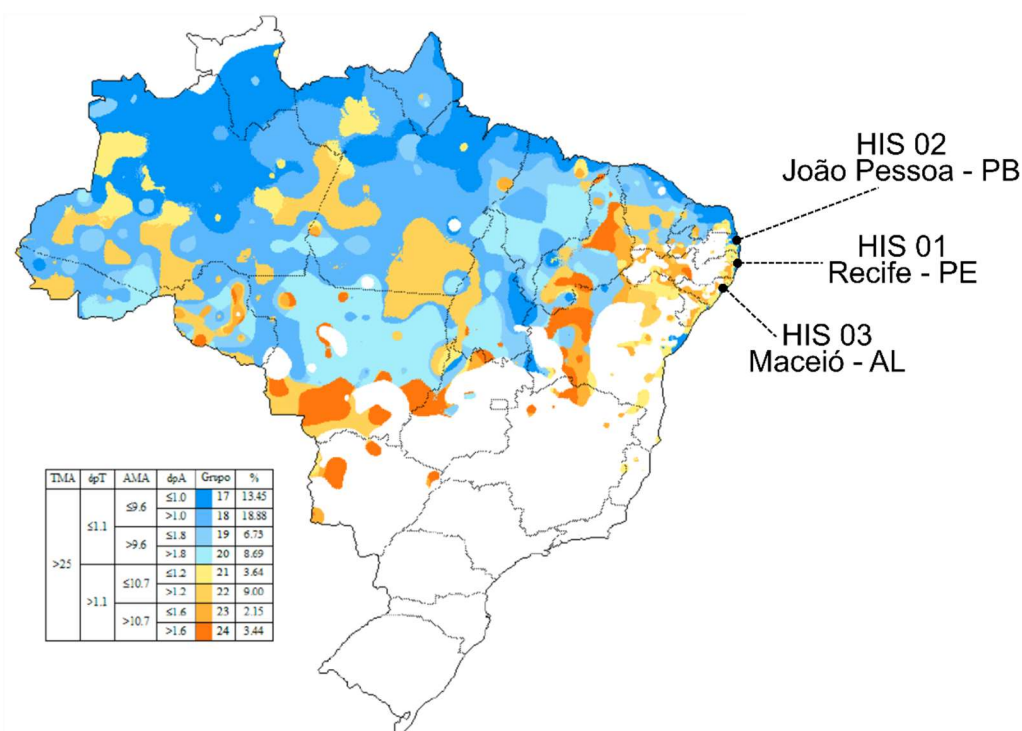 HIS 02
João Pessoa - PB
HIS 01
Recife - PE
HIS 03
Maceió - AL
TMA dpT AMA dpA Grupo %
>25 ≤1.1 ≤9.6 ≤1.0 17 13.45
>1.0 18 18.88
>9.6 ≤1.8 19 6.75
>1.8 20 8.69
>1.1 ≤10.7 ≤1.2 21 3.64
>1.2 22 9.00
>10.7 ≤1.6 23 2.15
>1.6 24 3.44